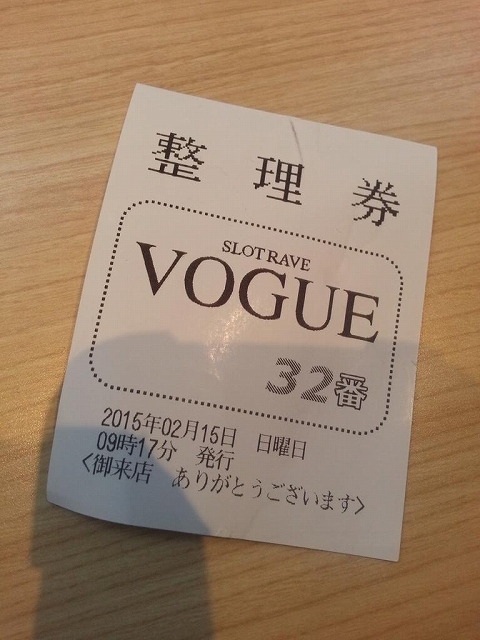 整理券
SLOTRAVE
VOGUE
32番
2015年02月15日 日曜日
09時17分 発行
<御来店 ありがとうございます>